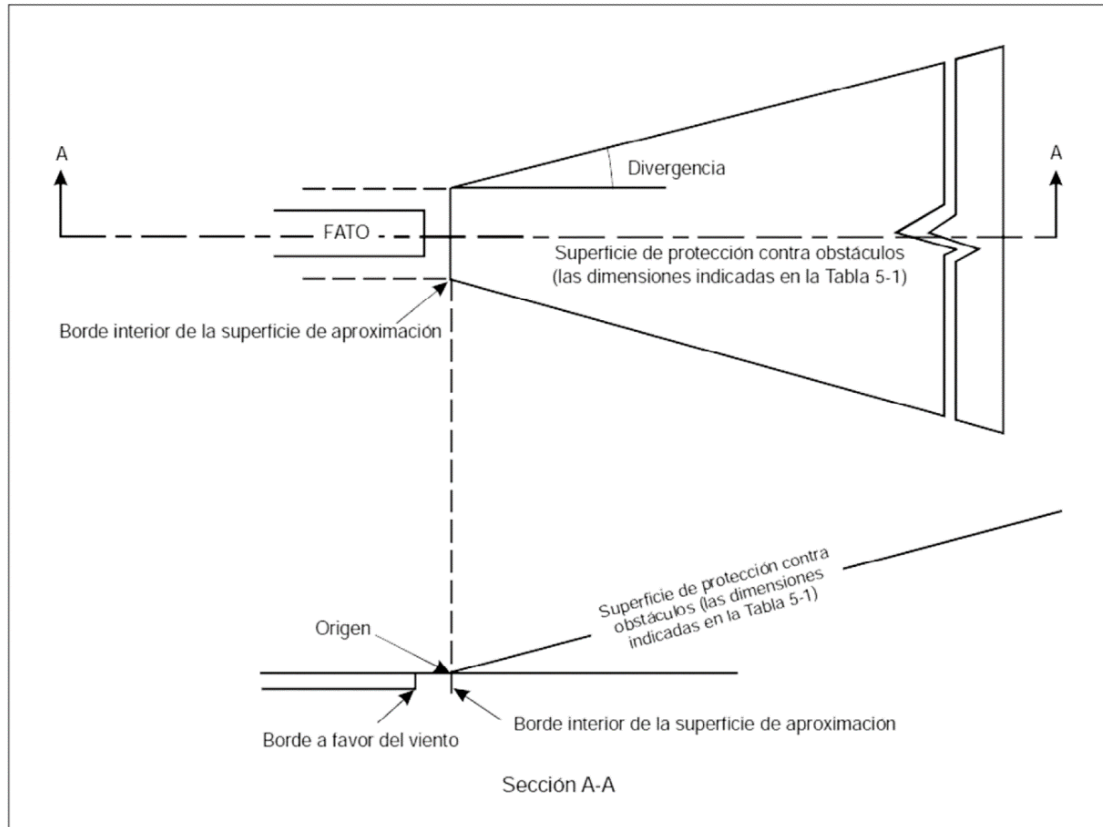 A
A
Divergencia
FATO
Superficie de protección contra obstáculos
(las dimensiones indicadas en la Tabla 5-1)
Borde interior de la superficie de aproximación
Superficie de protección contra
obstáculos (las dimensiones
indicadas en la Tabla 5-1)
Origen
Borde interior de la superficie de aproximacion
Borde a favor del viento
Sección A-A